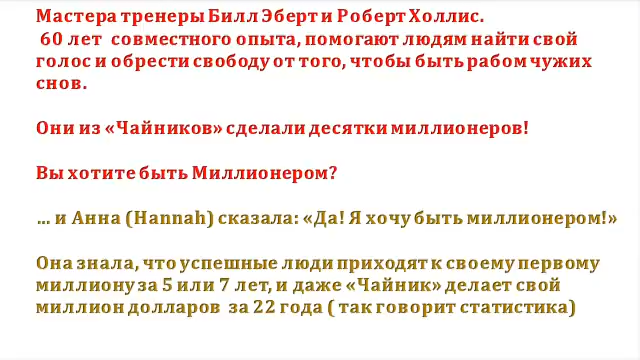 Мастера тренеры Билл Эберт и Роберт Холлис.
60 лет совместного опыта, помогают людям найти свой
голос и обрести свободу от того, чтобы быть рабом чужих
снов.
Они из «Чайников» сделали десятки миллионеров!
Вы хотите быть Миллионером?
... и Анна (Hannah) сказала: «Да! Я хочу быть миллионером!»
Она знала, что успешные люди приходят к своему первому
миллиону за 5 или 7 лет, и даже «Чайник» делает свой
миллион долларов за 22 года ( так говорит статистика)